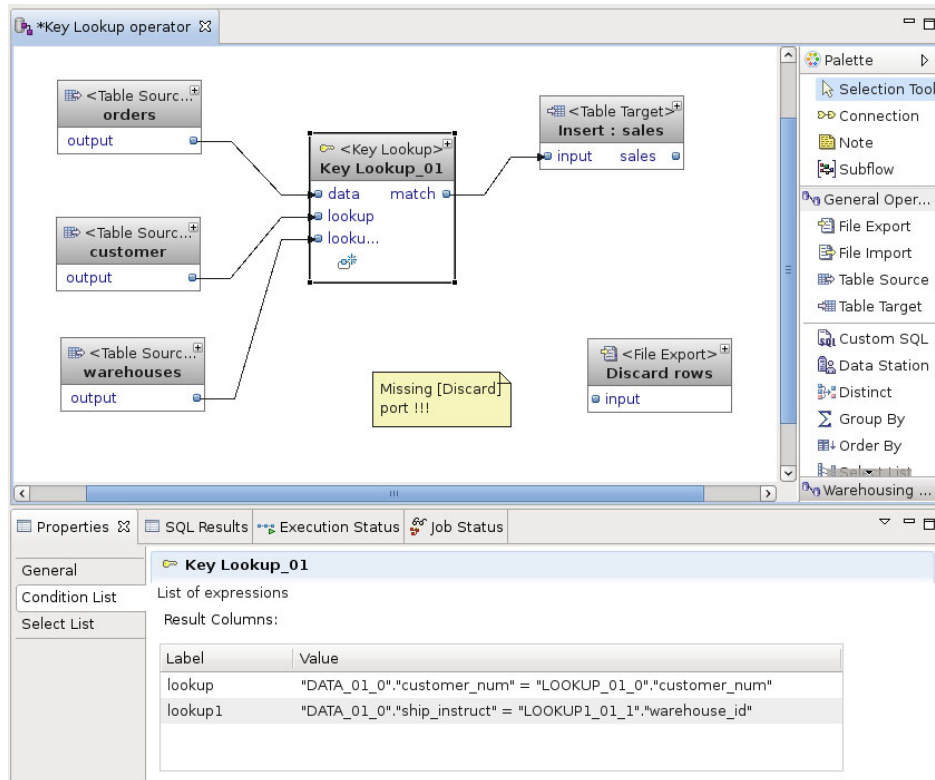 *Key Lookup operator
<Table Sourc...
orders
output
<Table Sourc...
customer
output
<Table Sourc...
warehouses
output
<Key Lookup>
Key Lookup_01
data match
lookup
looku...
<Table Target>
Insert : sales
input sales
Missing [Discard]
port !!!
<File Export>
Discard rows
input
Palette
Selection Tool
Connection
Note
Subflow
General Oper...
File Export
File Import
Table Source
Table Target
Custom SQL
Data Station
Distinct
Group By
Order By
Select List
Warehousing ...
Properties SQL Results Execution Status Job Status
General
Condition List
Select List
Key Lookup_01
List of expressions
Result Columns:
Label Value
lookup "DATA_01_0"."customer_num" = "LOOKUP_01_0"."customer_num"
lookup1 "DATA_01_0"."ship_instruct" = "LOOKUP1_01_1"."warehouse_id"